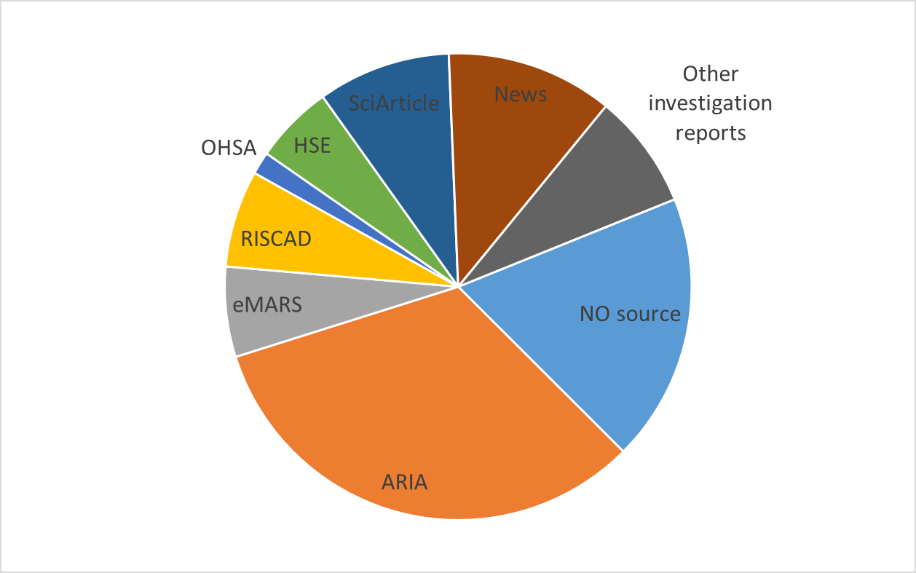 Other
investigation
reports
News
SciArticle
HSE
OHSA
RISCAD
eMARS
NO source
ARIA